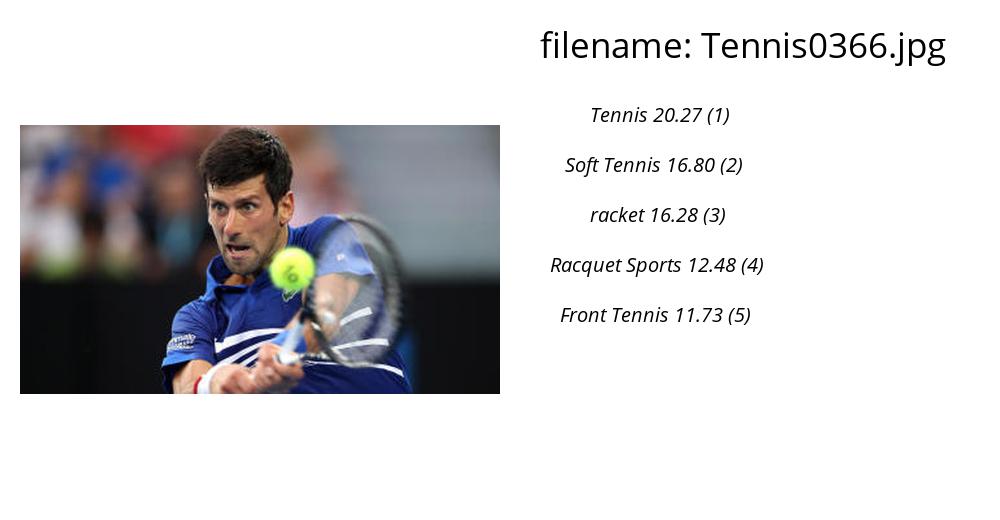 filename: Tennis0366.jpg
Tennis 20.27 (1)
Soft Tennis 16.80 (2)
racket 16.28 (3)
Racquet Sports 12.48 (4)
Front Tennis 11.73 (5)